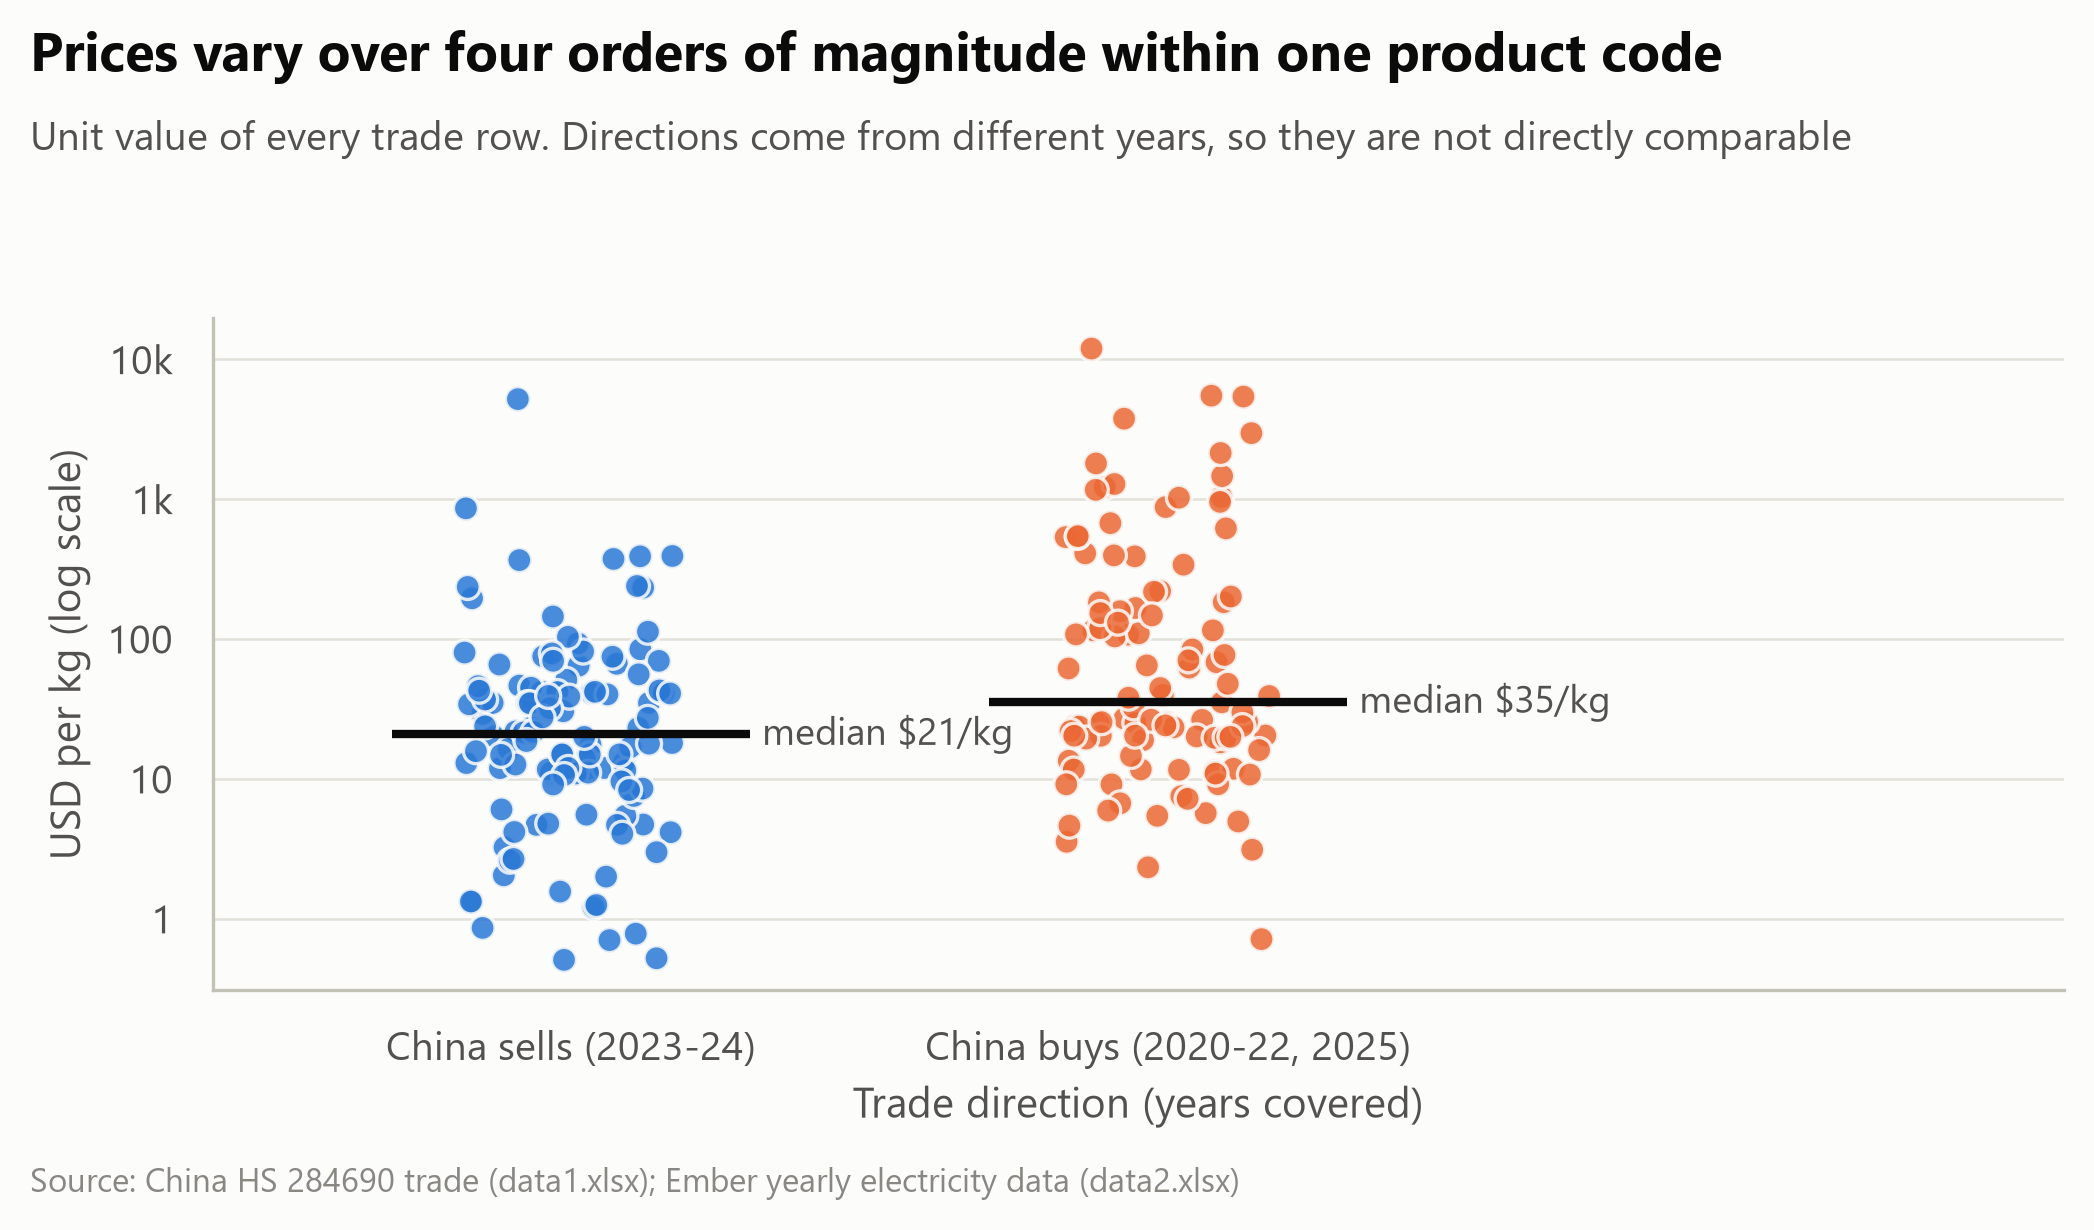 Prices vary over four orders of magnitude within one product code
Unit value of every trade row. Directions come from different years, so they are not directly comparable
USD per kg (log scale)
10k
1k
100
10
1
median $21/kg
median $35/kg
China sells (2023-24)
China buys (2020-22, 2025)
Trade direction (years covered)
Source: China HS 284690 trade (data1.xlsx); Ember yearly electricity data (data2.xlsx)